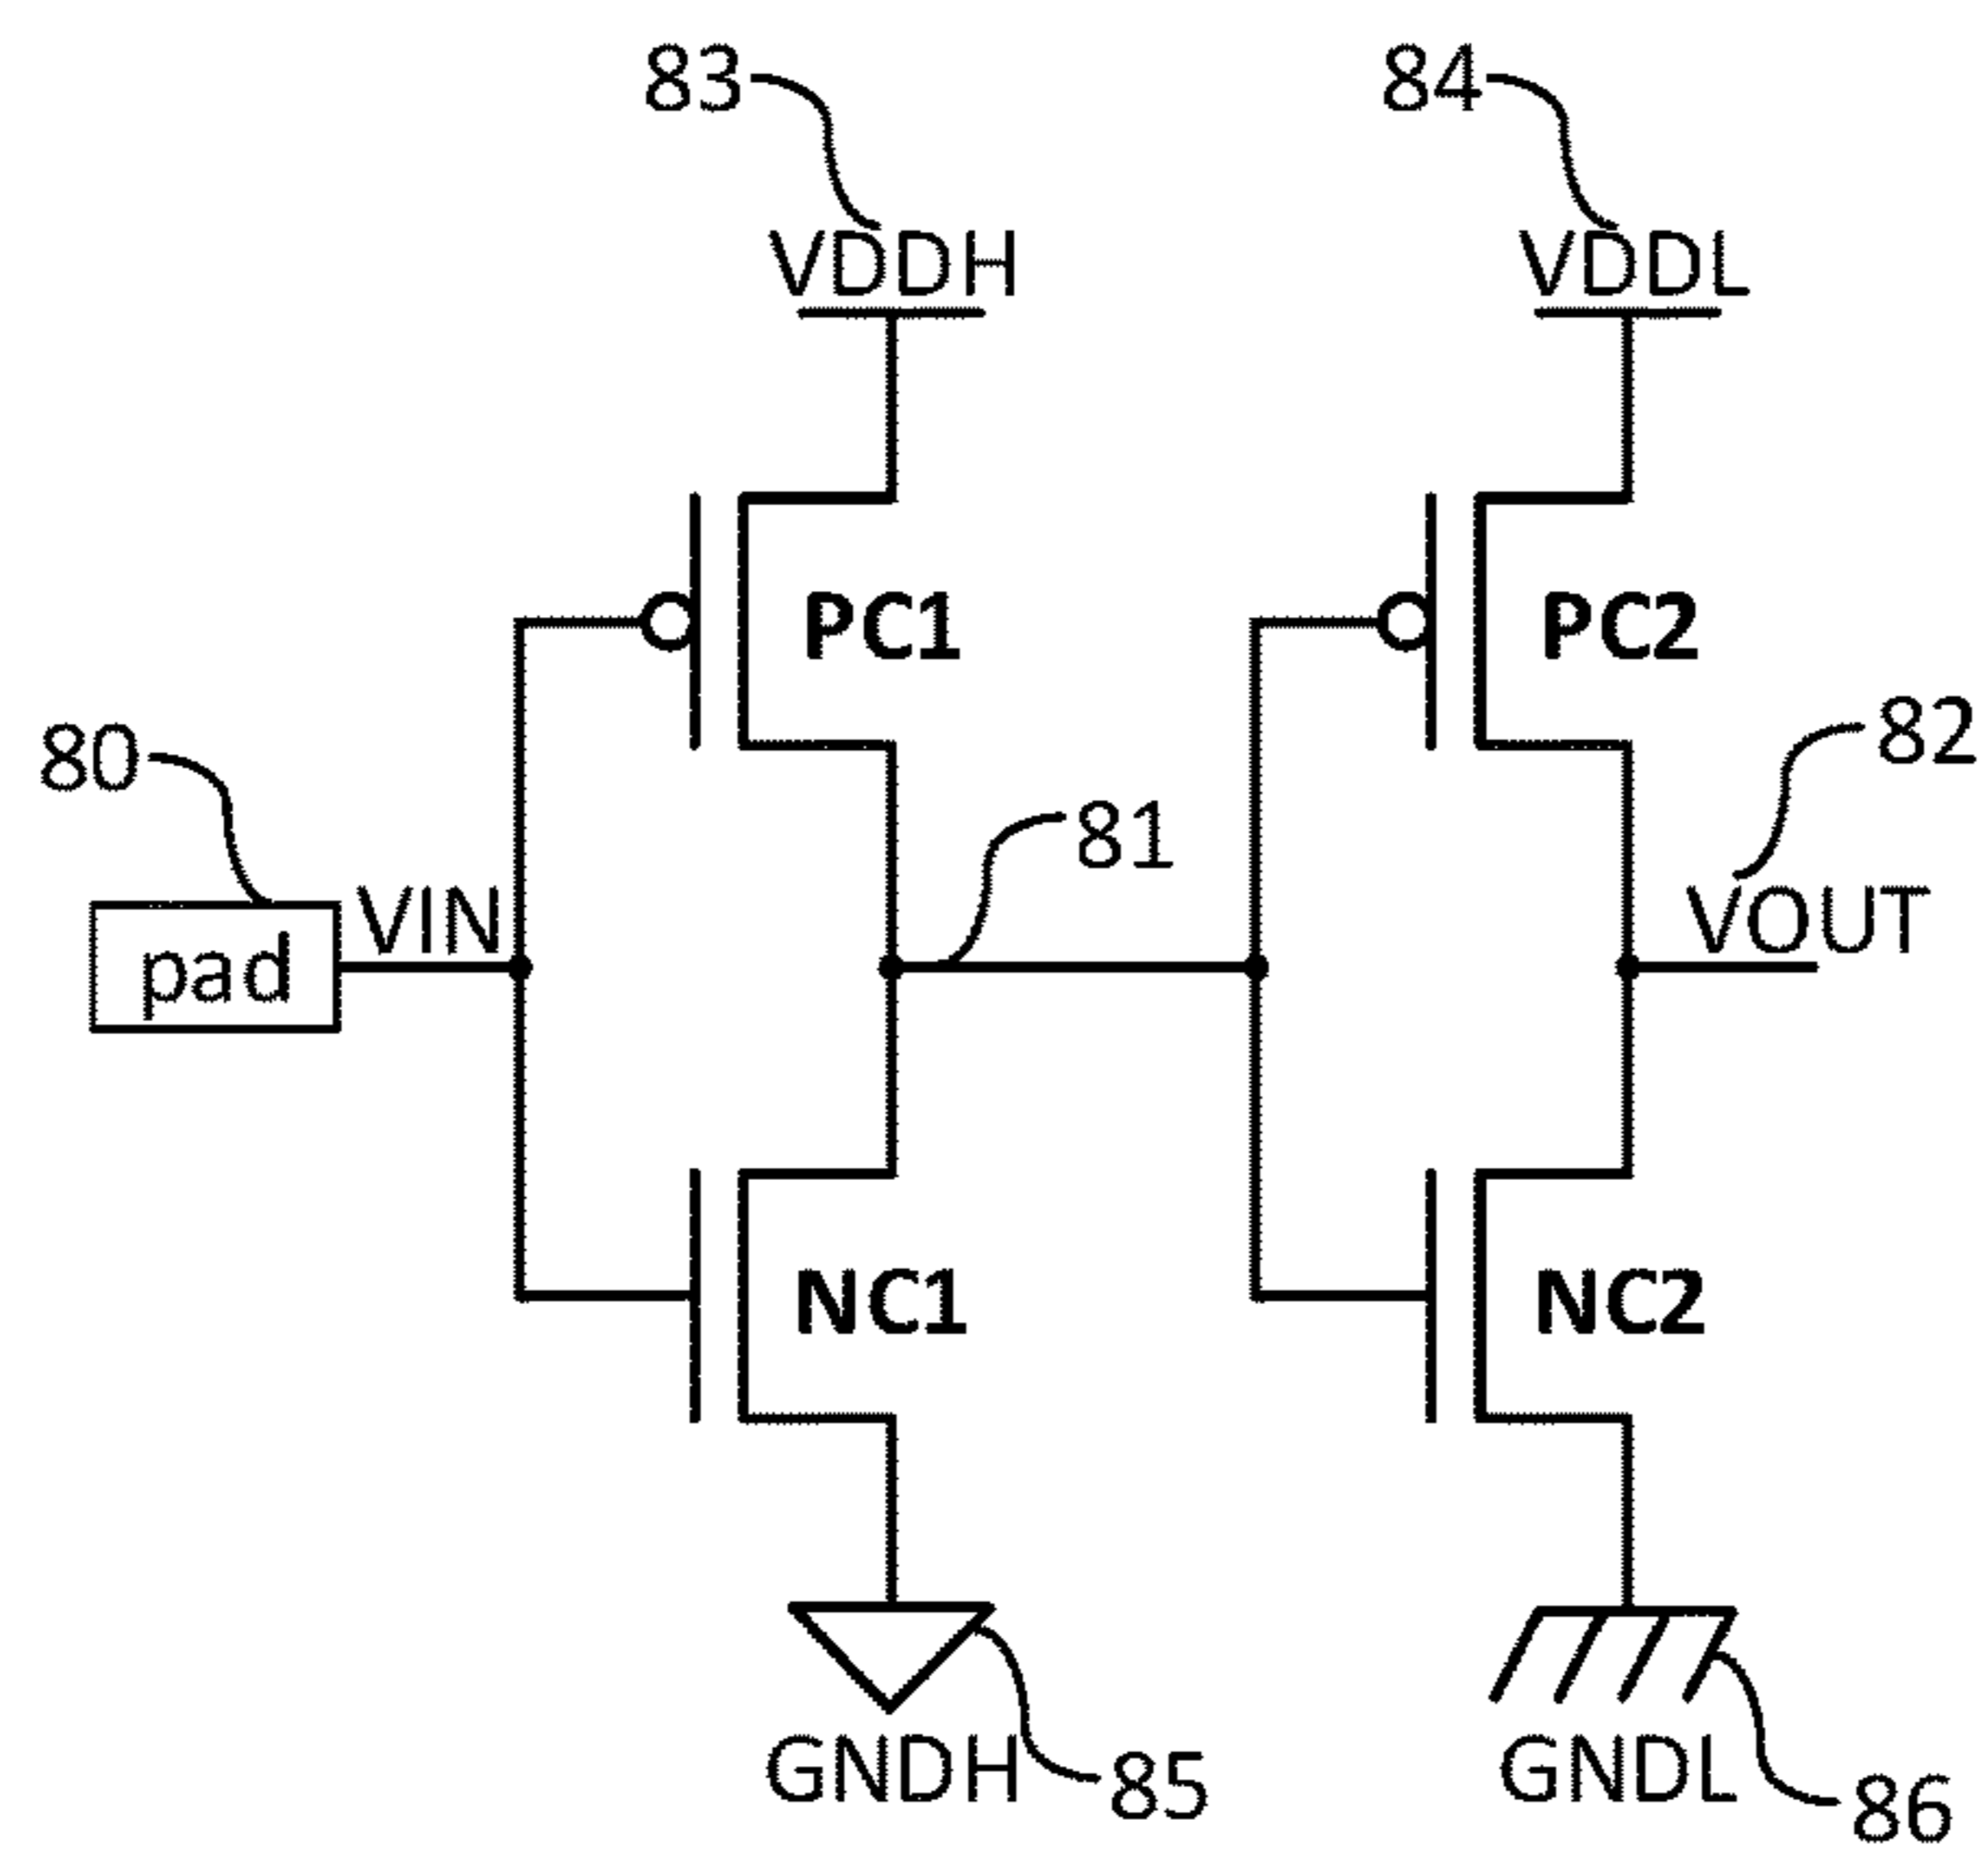 83
84
VDDH
VDDL
PC1
PC2
80
82
81
VIN
VOUT
pad
NC1
NC2
GNDH
GNDL
85
86